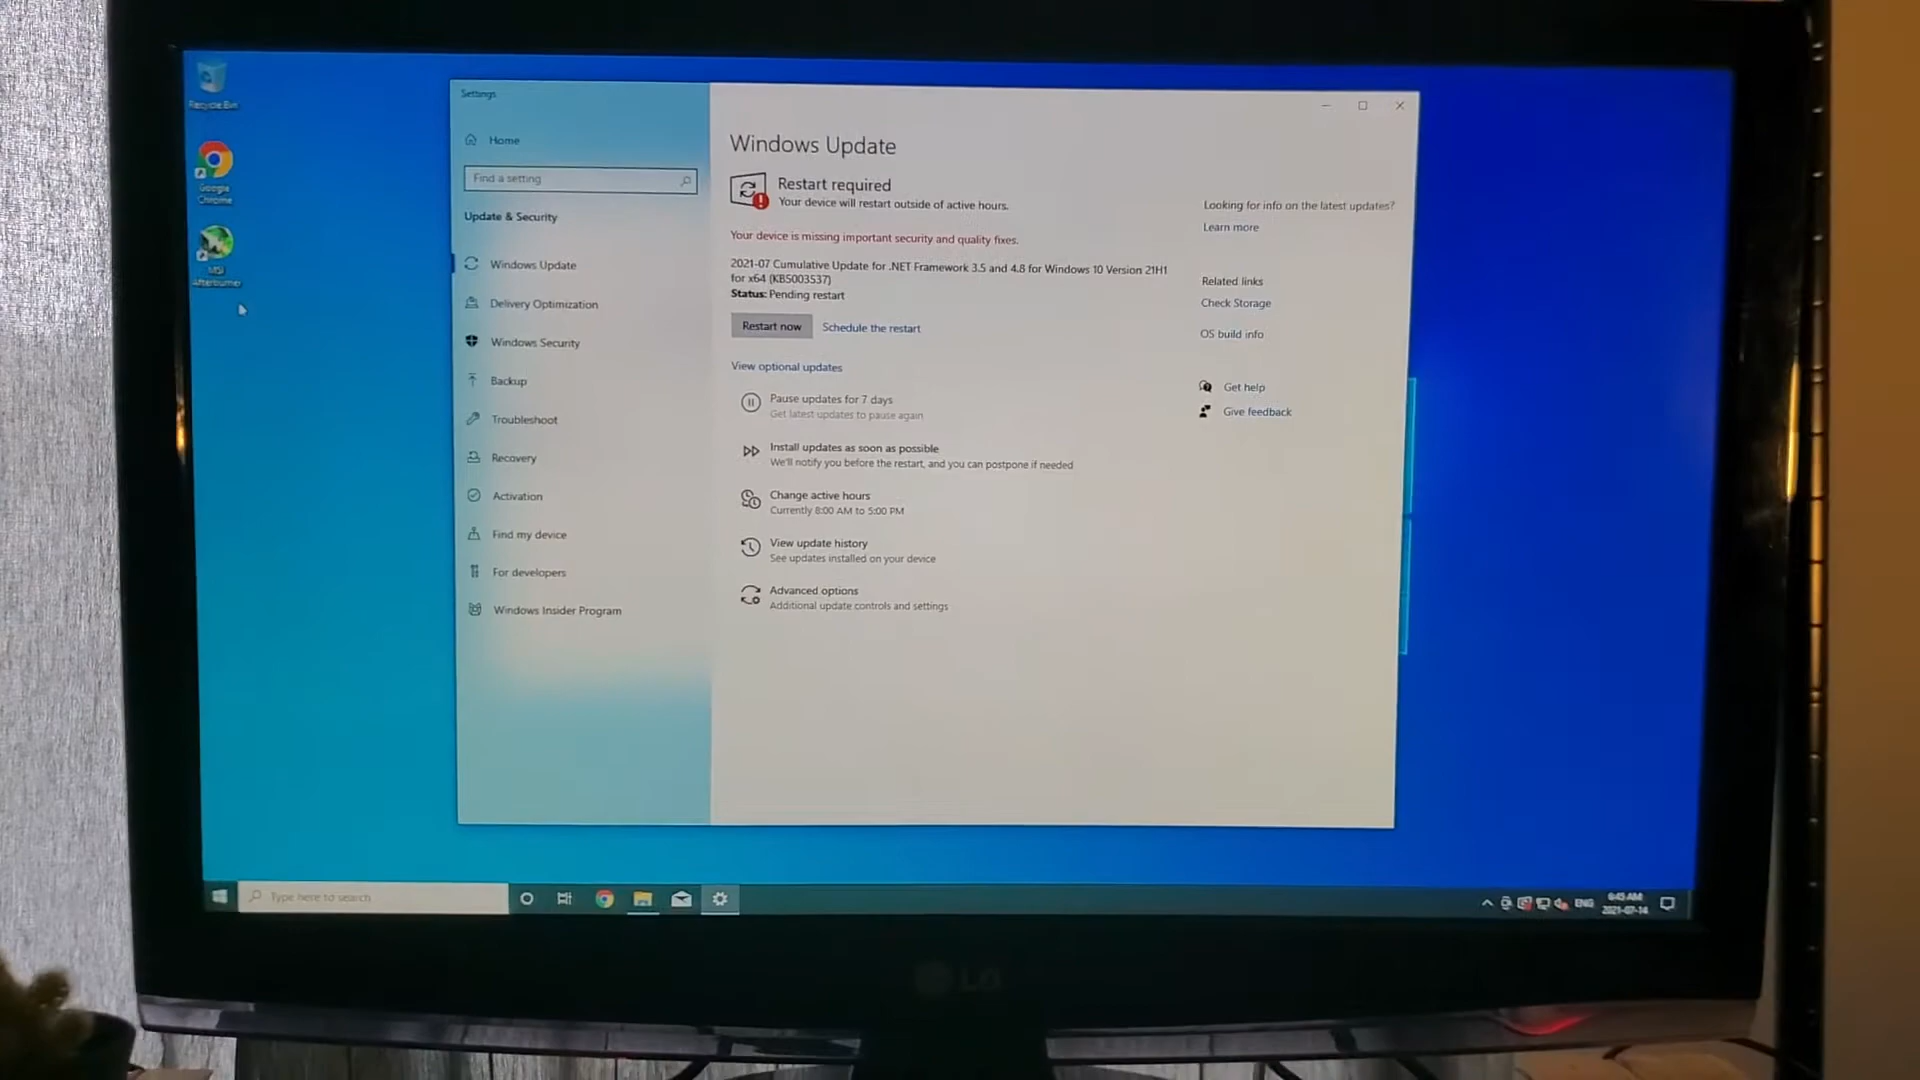 Recycle Bin
Google
Chrome
MSI
Afterburner
Settings
Home
Find a setting
Update & Security
Windows Update
Delivery Optimization
Windows Security
Backup
Troubleshoot
Recovery
Activation
Find my device
For developers
Windows Insider Program
Windows Update
Restart required
Your device will restart outside of active hours.
Your device is missing important security and quality fixes.
2021-07 Cumulative Update for .NET Framework 3.5 and 4.8 for Windows 10 Version 21H1
for x64 (KB5003537)
Status: Pending restart
Restart now
Schedule the restart
View optional updates
Pause updates for 7 days
Get latest updates to pause again
Install updates as soon as possible
We'll notify you before the restart, and you can postpone if needed
Change active hours
Currently 8:00 AM to 5:00 PM
View update history
See updates installed on your device
Advanced options
Additional update controls and settings
Looking for info on the latest updates?
Learn more
Related links
Check Storage
OS build info
Get help
Give feedback
Type here to search
ENG
6:45 AM
2021-07-14
LG